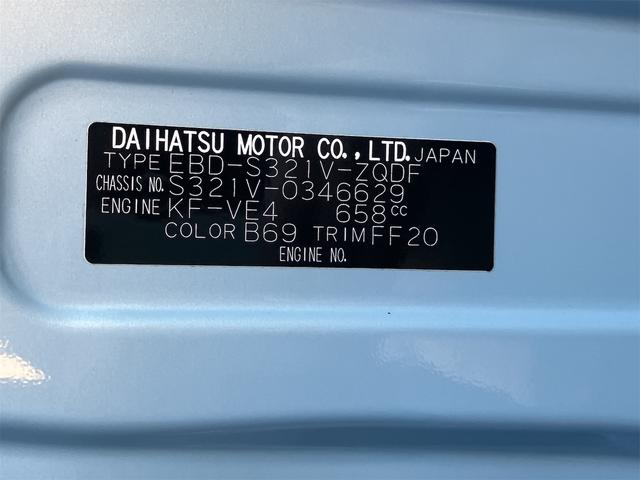 DAIHATSU MOTOR CO.,LTD. JAPAN
TYPE EBD-S321V-ZQDF
CHASSIS NO. S321V-0346629
ENGINE KF-VE4 658cc
COLOR B69 TRIM FF20
ENGINE NO.